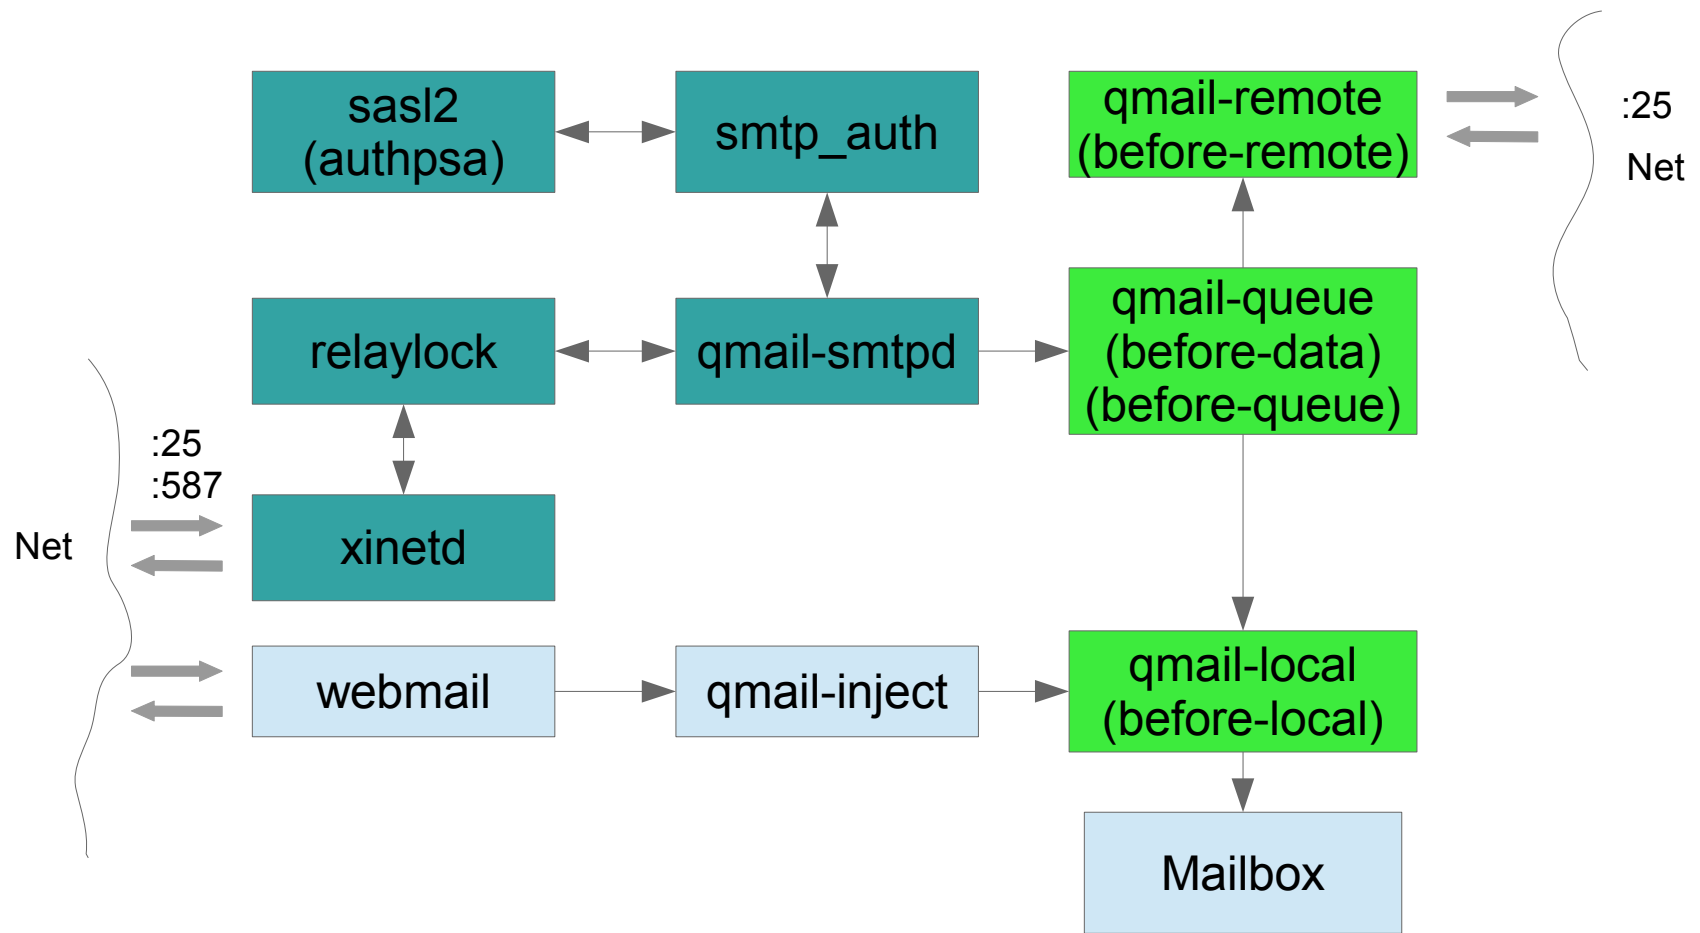 sasl2
(authpsa)
smtp_auth
qmail-remote
(before-remote)
:25
Net
relaylock
qmail-smtpd
qmail-queue
(before-data)
(before-queue)
:25
:587
Net
xinetd
webmail
qmail-inject
qmail-local
(before-local)
Mailbox